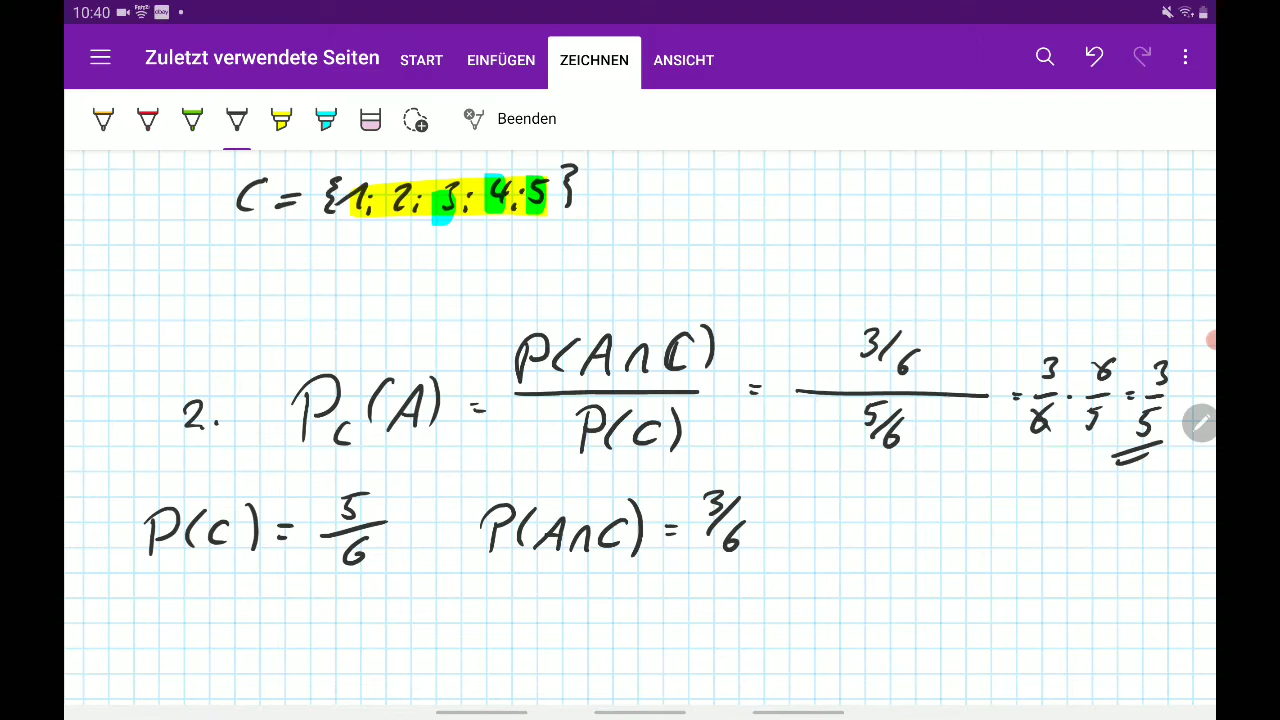 10:40
Zuletzt verwendete Seiten START EINFÜGEN ZEICHNEN ANSICHT
Beenden
C = {1; 2; 3; 4; 5}
2. P_C(A) = P(A∩C) / P(C) = 3/6 / 5/6 = 3/6 · 6/5 = 3/5
P(C) = 5/6 P(A∩C) = 3/6